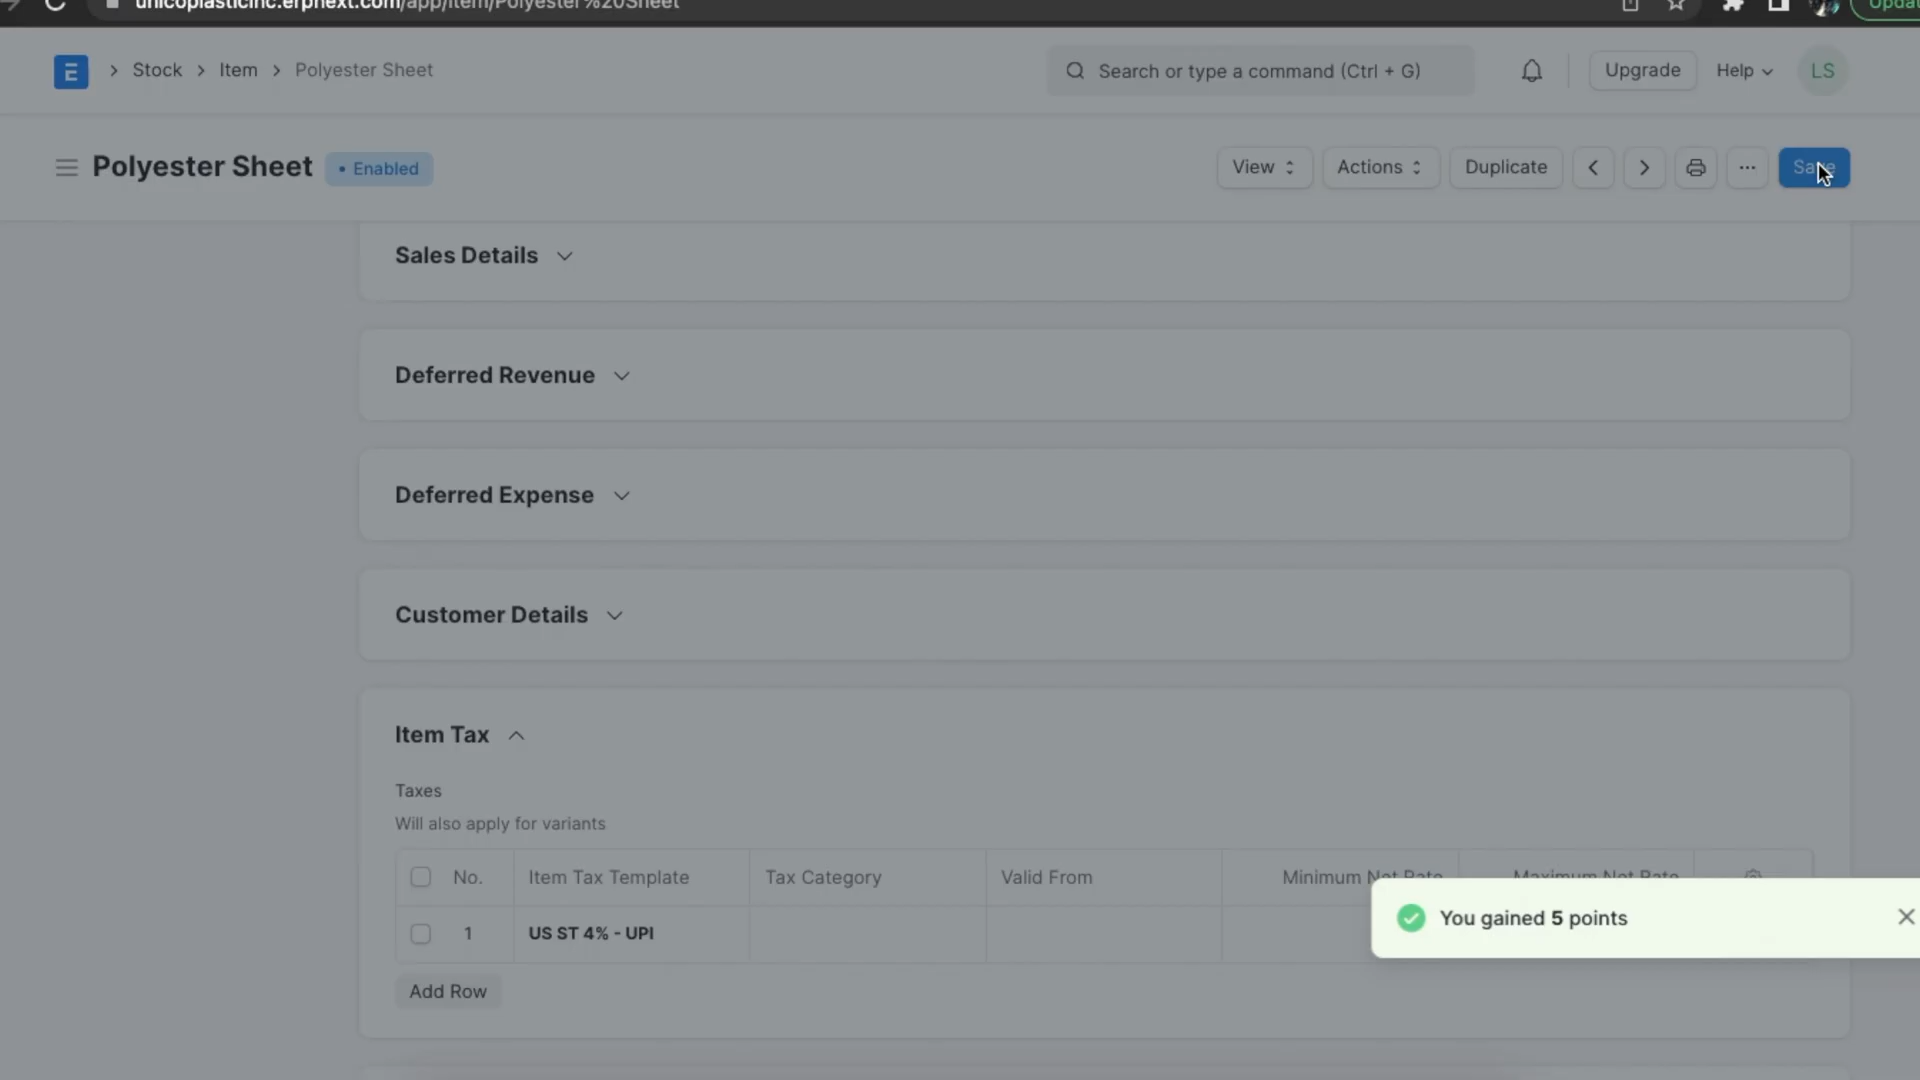 unicoplasticinc.erpnext.com/app/item/Polyester%20Sheet
Updat
E
Stock
Item
Polyester Sheet
Search or type a command (Ctrl + G)
Upgrade
Help
LS
Polyester Sheet
• Enabled
View
Actions
Duplicate
...
Save
Sales Details
Deferred Revenue
Deferred Expense
Customer Details
Item Tax
Taxes
Will also apply for variants
No.
Item Tax Template
Tax Category
Valid From
Minimum Net Rate
Maximum Net Rate
1
US ST 4% - UPI
You gained 5 points
Add Row